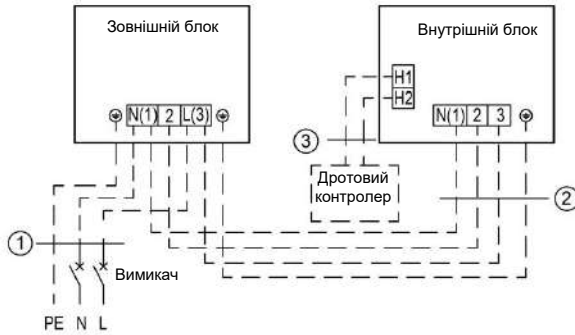 Зовнішній блок
Внутрішній блок
H1
H2
N(1) 2 L(3)
N(1) 2 3
3
Дротовий
контролер
2
1
Вимикач
PE N L